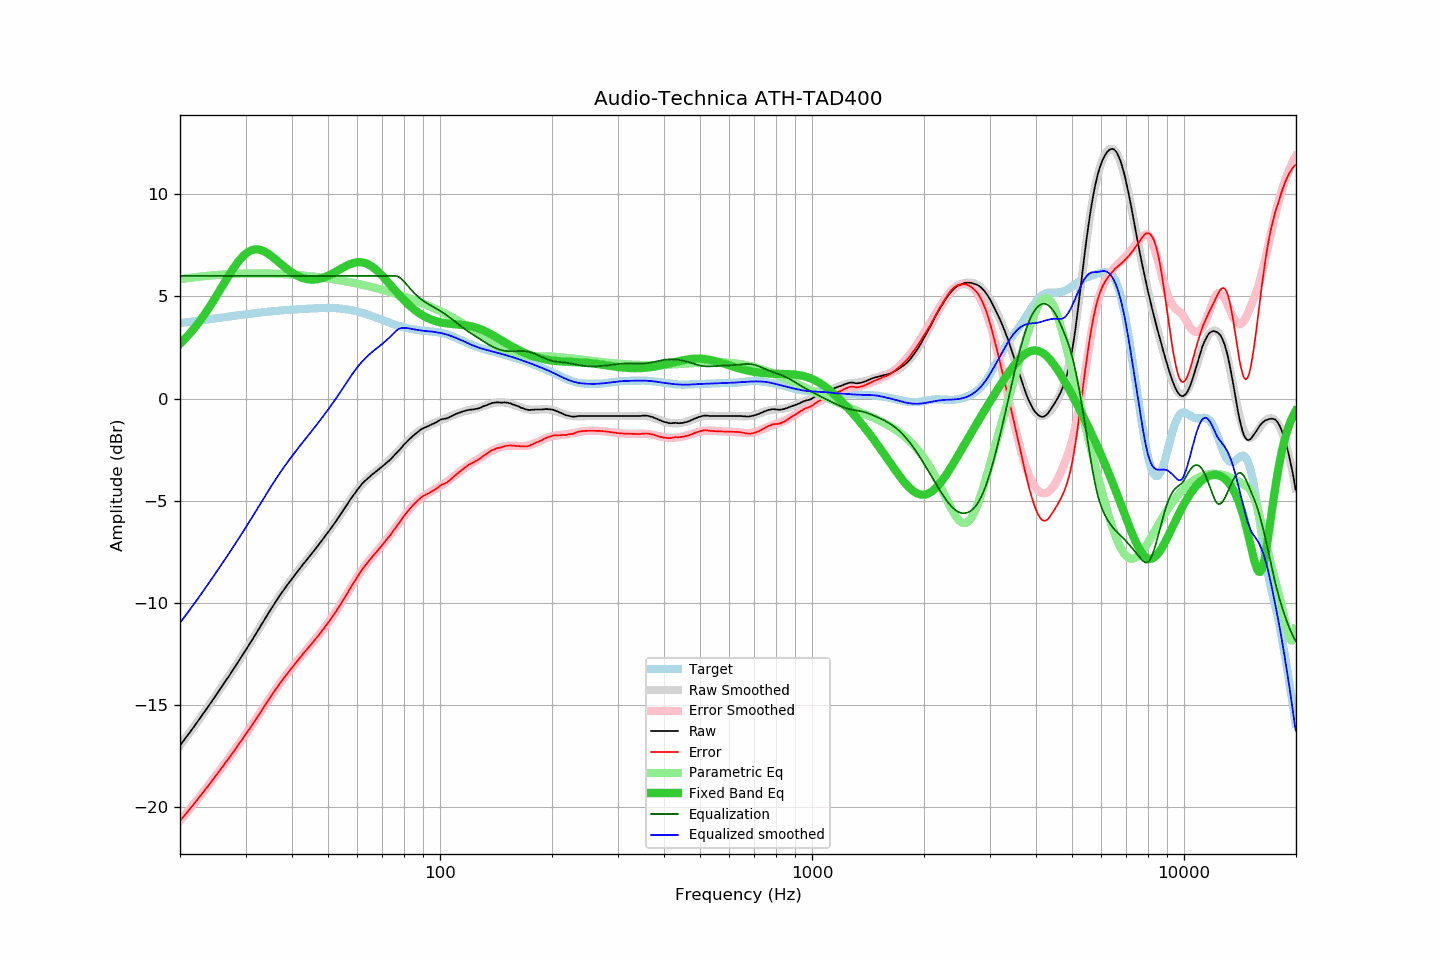 Audio-Technica ATH-TAD400
10
5
0
−5
−10
−15
−20
Amplitude (dBr)
Target
Raw Smoothed
Error Smoothed
Raw
Error
Parametric Eq
Fixed Band Eq
Equalization
Equalized smoothed
100 1000 10000
Frequency (Hz)